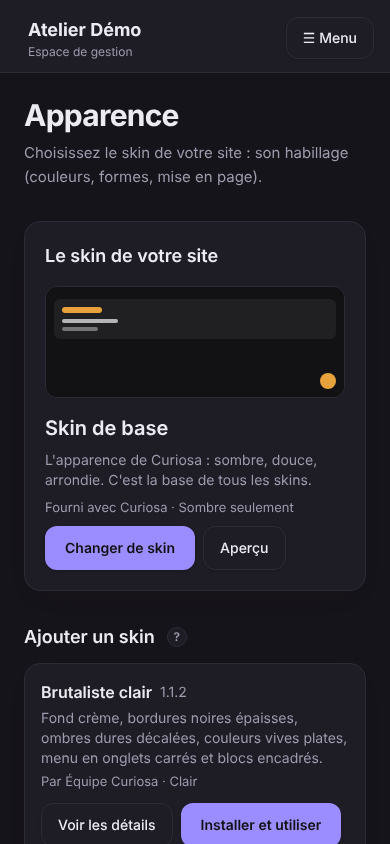 Atelier Démo
Espace de gestion
☰ Menu
Apparence
Choisissez le skin de votre site : son habillage
(couleurs, formes, mise en page).
Le skin de votre site
Skin de base
L'apparence de Curiosa : sombre, douce,
arrondie. C'est la base de tous les skins.
Fourni avec Curiosa · Sombre seulement
Changer de skin
Aperçu
Ajouter un skin ?
Brutaliste clair 1.1.2
Fond crème, bordures noires épaisses,
ombres dures décalées, couleurs vives plates,
menu en onglets carrés et blocs encadrés.
Par Équipe Curiosa · Clair
Voir les détails
Installer et utiliser